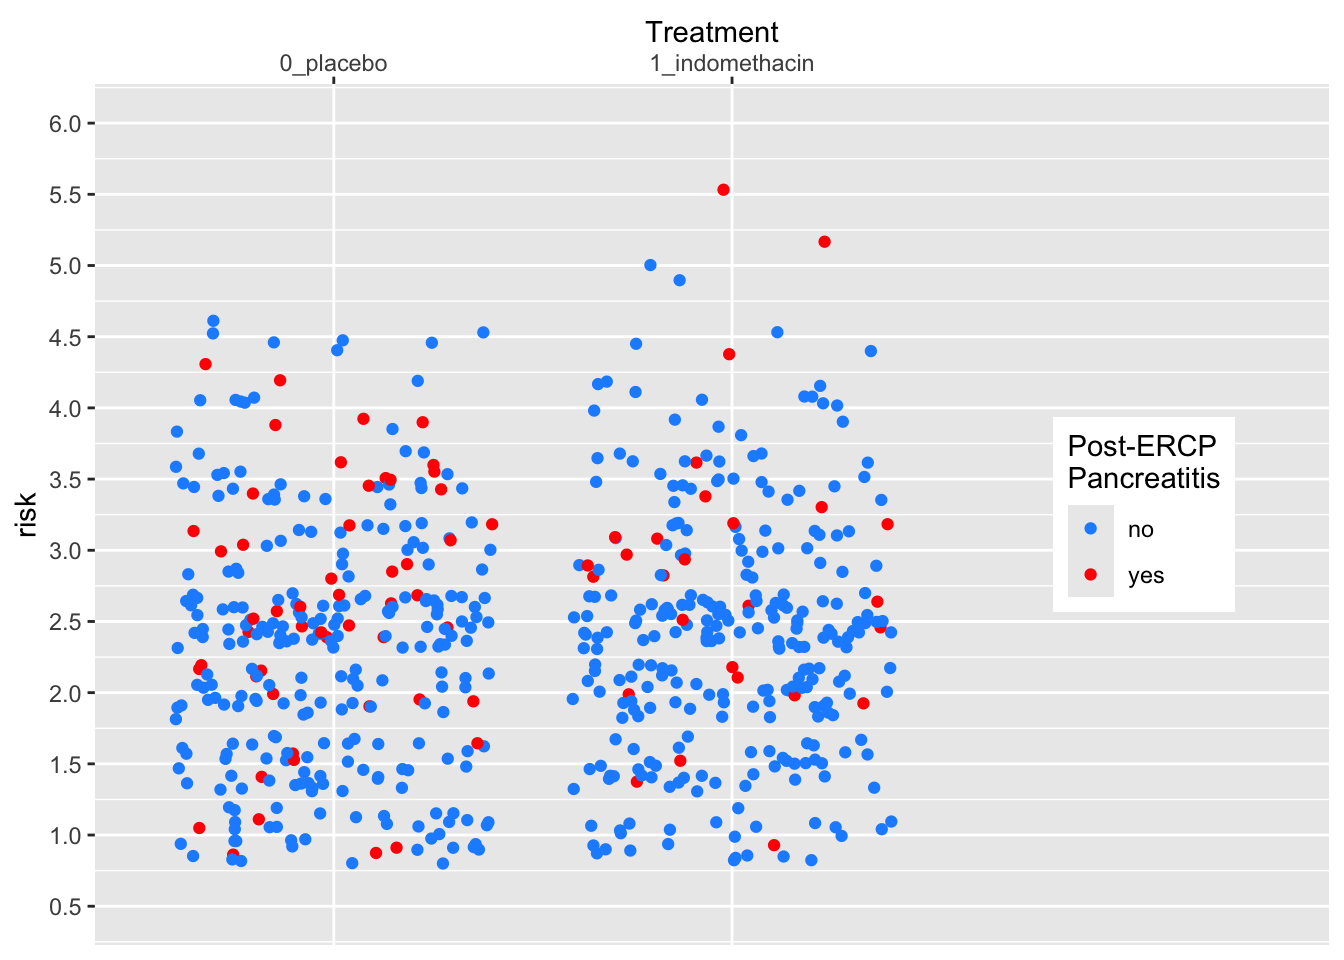 Treatment
0_placebo 1_indomethacin
6.0
5.5
5.0
4.5
4.0
3.5
3.0
2.5
2.0
1.5
1.0
0.5
risk
Post-ERCP
Pancreatitis
no
yes